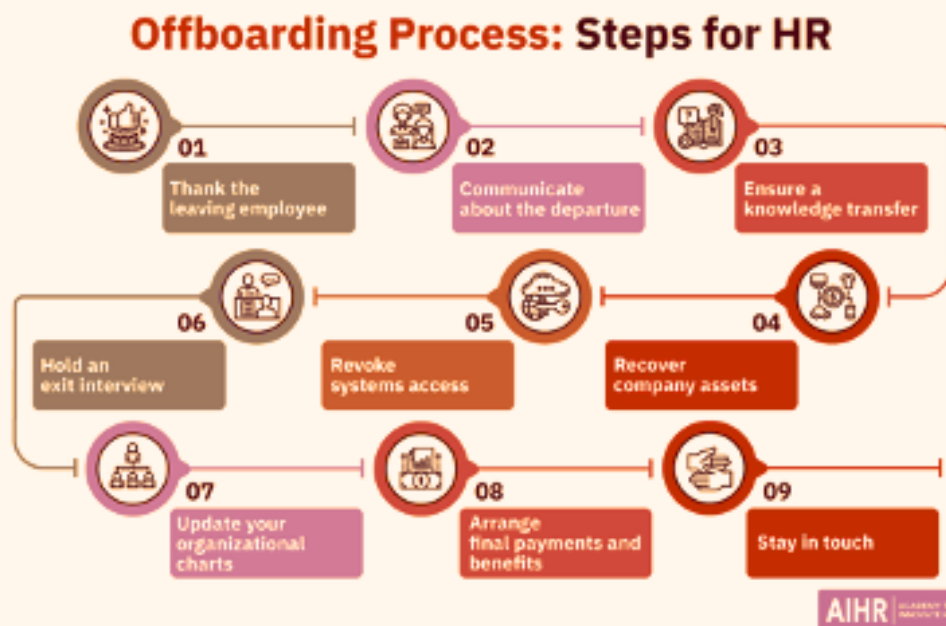 Offboarding Process: Steps for HR
01
Thank the
leaving employee
02
Communicate
about the departure
03
Ensure a
knowledge transfer
04
Recover
company assets
05
Revoke
systems access
06
Hold an
exit interview
07
Update your
organizational
charts
08
Arrange
final payments and
benefits
09
Stay in touch
AIHR